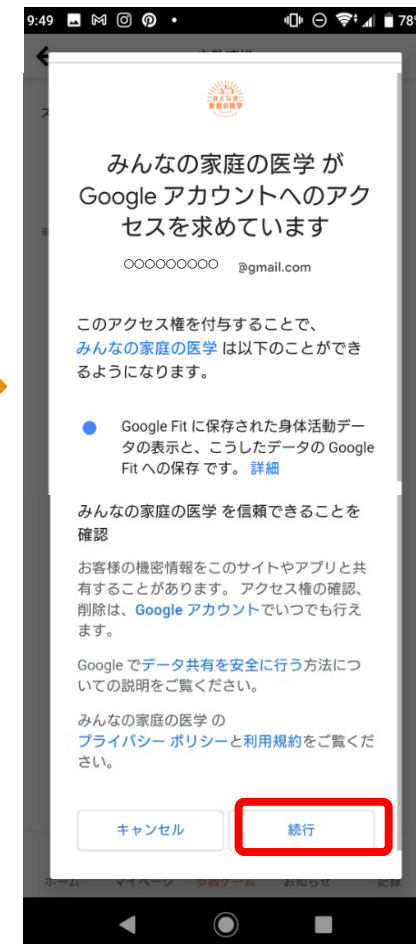 9:49
78%
みんなの
家庭の医学
みんなの家庭の医学 が
Google アカウントへのアク
セスを求めています
○○○○○○○○○ @gmail.com
このアクセス権を付与することで、
みんなの家庭の医学 は以下のことができ
るようになります。
Google Fit に保存された身体活動デー
タの表示と、こうしたデータの Google
Fit への保存 です。 詳細
みんなの家庭の医学 を信頼できることを
確認
お客様の機密情報をこのサイトやアプリと共
有することがあります。 アクセス権の確認、
削除は、Google アカウントでいつでも行え
ます。
Google でデータ共有を安全に行う方法につ
いての説明をご覧ください。
みんなの家庭の医学 の
プライバシー ポリシーと利用規約をご覧くだ
さい。
キャンセル 続行
ホーム マイページ 歩数ゲーム お知らせ 記録